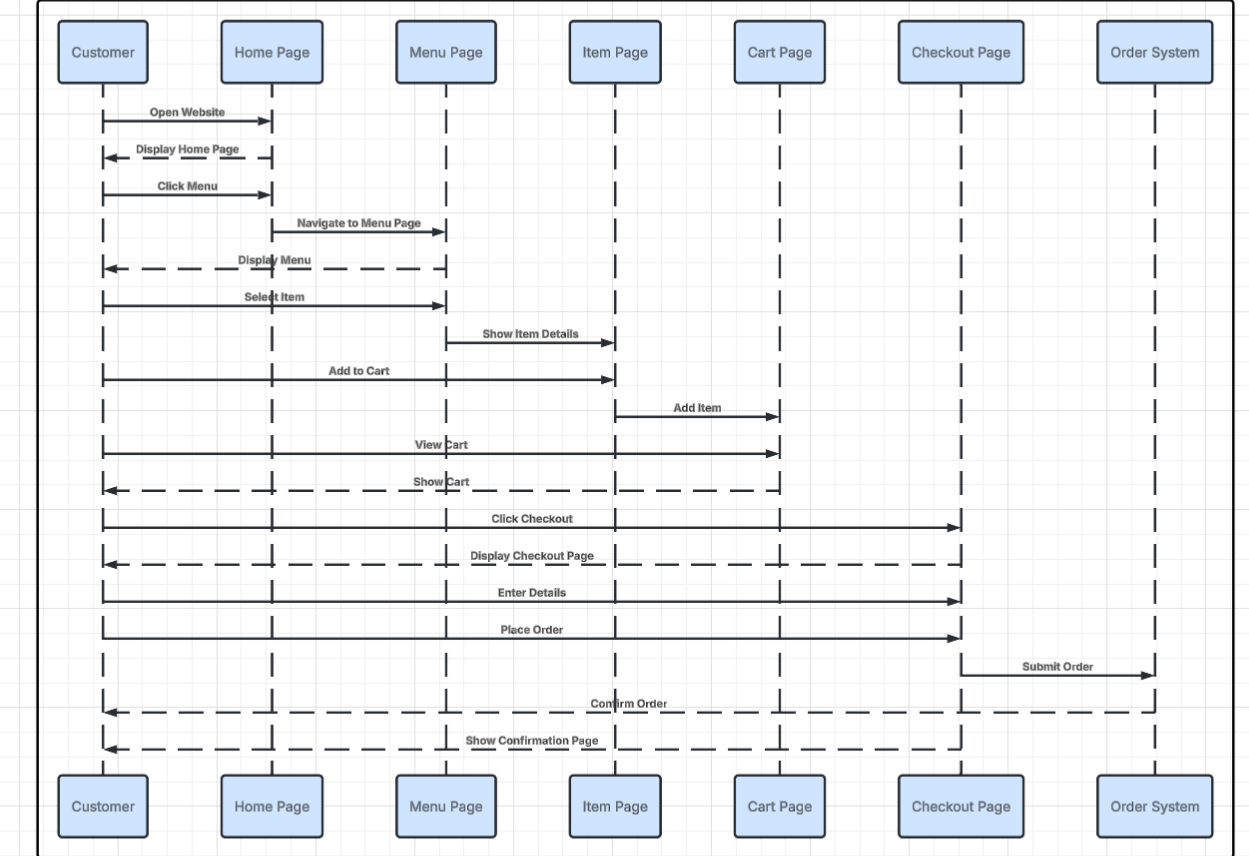 Customer
Home Page
Menu Page
Item Page
Cart Page
Checkout Page
Order System
Open Website
Display Home Page
Click Menu
Navigate to Menu Page
Display Menu
Select Item
Show Item Details
Add to Cart
Add Item
View Cart
Show Cart
Click Checkout
Display Checkout Page
Enter Details
Place Order
Submit Order
Confirm Order
Show Confirmation Page
Customer
Home Page
Menu Page
Item Page
Cart Page
Checkout Page
Order System